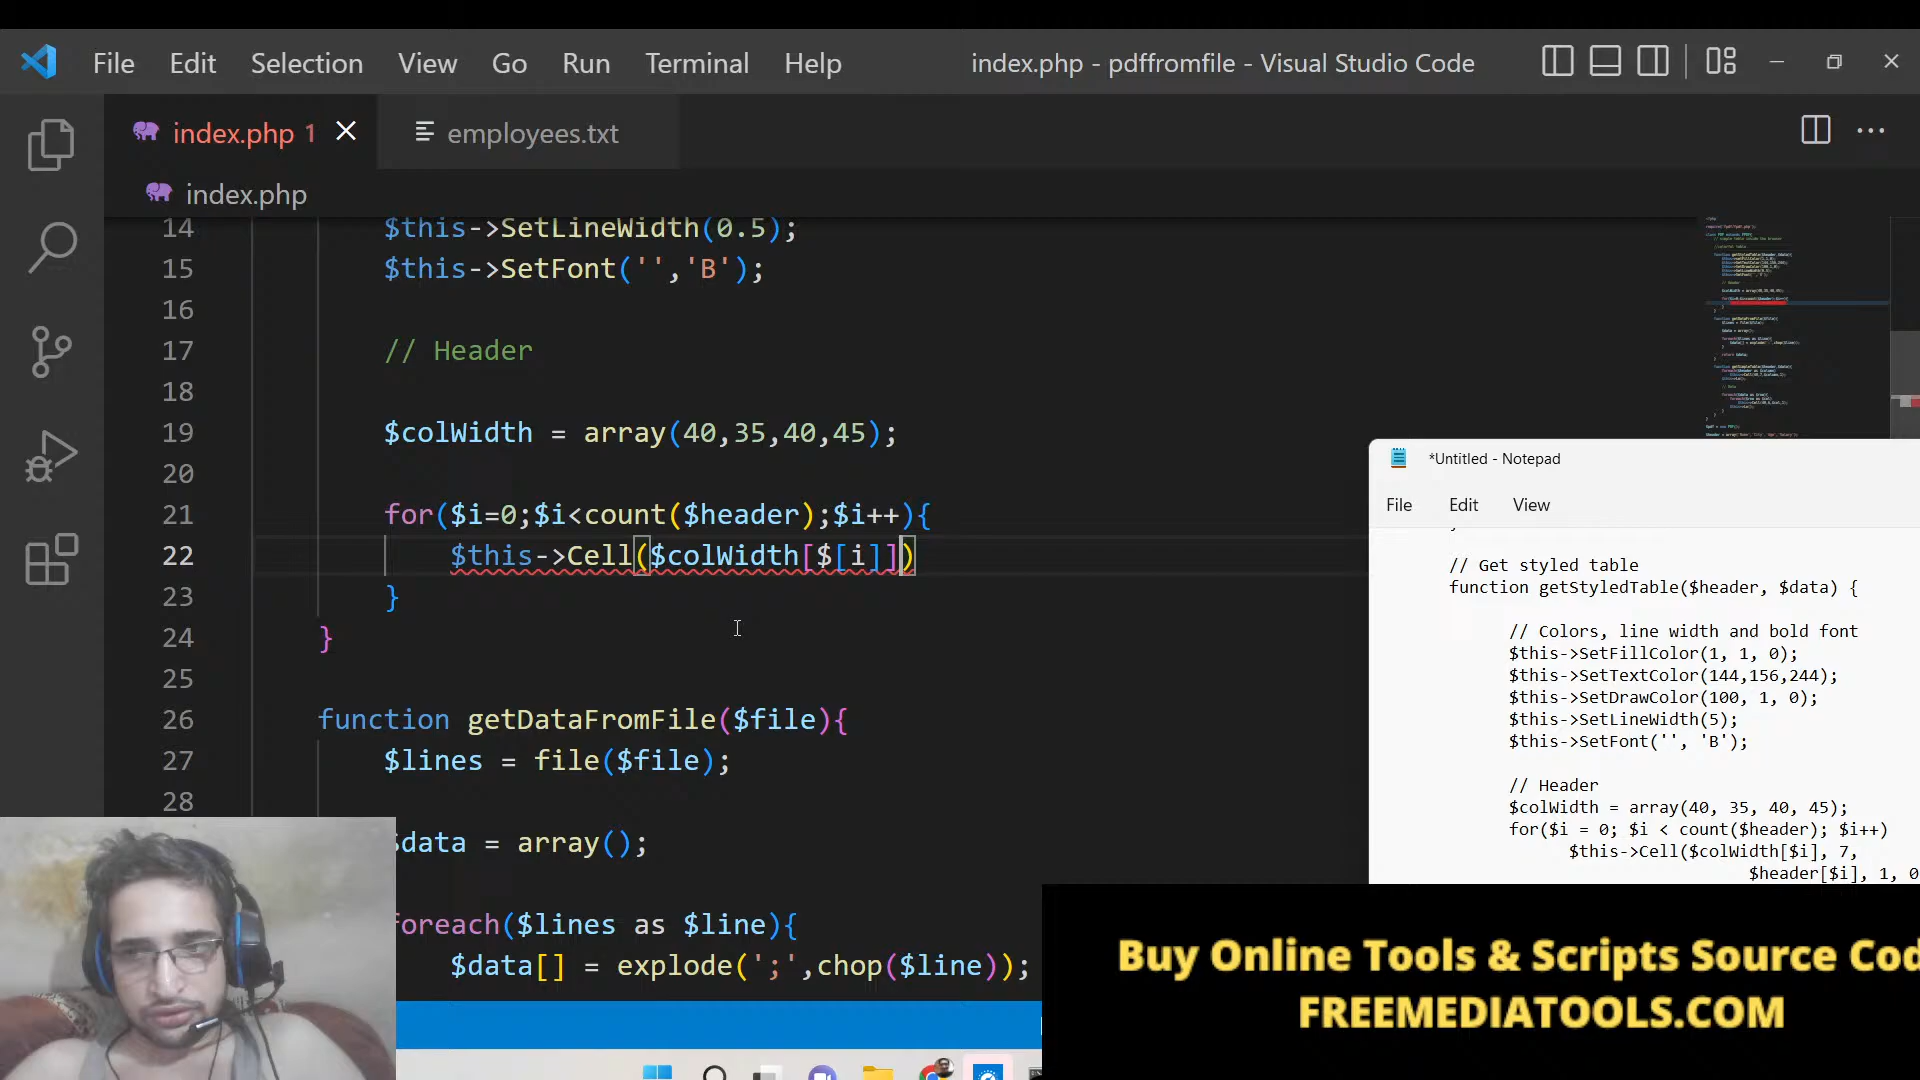 File Edit Selection View Go Run Terminal Help index.php - pdffromfile - Visual Studio Code
index.php 1 employees.txt
index.php
14 $this->SetLineWidth(0.5);
15 $this->SetFont('','B');
16
17 // Header
18
19 $colWidth = array(40,35,40,45);
20
21 for($i=0;$i<count($header);$i++){
22 $this->Cell($colWidth[$[i]])
23 }
24 }
25
26 function getDataFromFile($file){
27 $lines = file($file);
28
$data = array();
foreach($lines as $line){
$data[] = explode(';',chop($line));
*Untitled - Notepad
File Edit View
// Get styled table
function getStyledTable($header, $data) {
// Colors, line width and bold font
$this->SetFillColor(1, 1, 0);
$this->SetTextColor(144,156,244);
$this->SetDrawColor(100, 1, 0);
$this->SetLineWidth(5);
$this->SetFont('', 'B');
// Header
$colWidth = array(40, 35, 40, 45);
for($i = 0; $i < count($header); $i++)
$this->Cell($colWidth[$i], 7,
$header[$i], 1, 0
Buy Online Tools & Scripts Source Cod
FREEMEDIATOOLS.COM